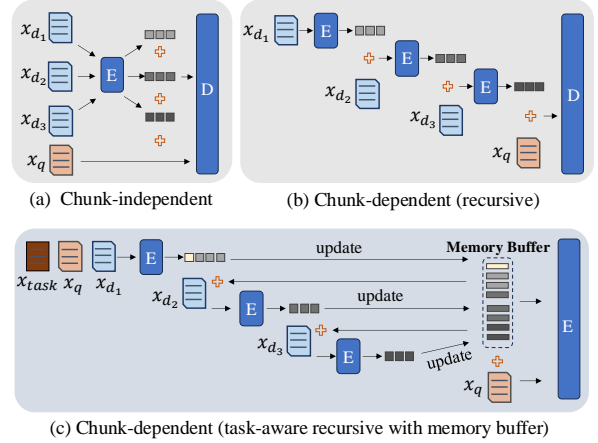 x_{d_1}
x_{d_2}
x_{d_3}
x_q
E
D
(a) Chunk-independent
x_{d_1}
E
x_{d_2}
E
x_{d_3}
E
x_q
D
(b) Chunk-dependent (recursive)
x_{task}
x_q
x_{d_1}
E
update
Memory Buffer
x_{d_2}
E
update
x_{d_3}
E
update
x_q
E
(c) Chunk-dependent (task-aware recursive with memory buffer)